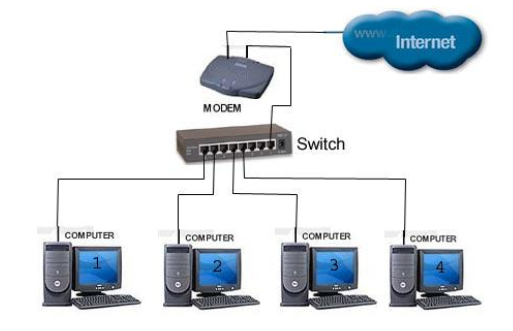 www.
Internet
MODEM
Switch
COMPUTER
COMPUTER
COMPUTER
COMPUTER
1
2
3
4